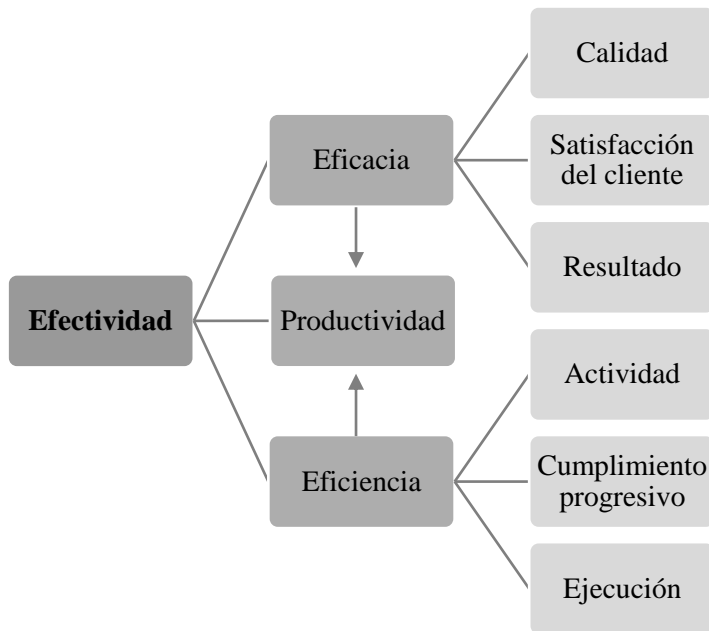 Efectividad
Eficacia
Productividad
Eficiencia
Calidad
Satisfacción
del cliente
Resultado
Actividad
Cumplimiento
progresivo
Ejecución